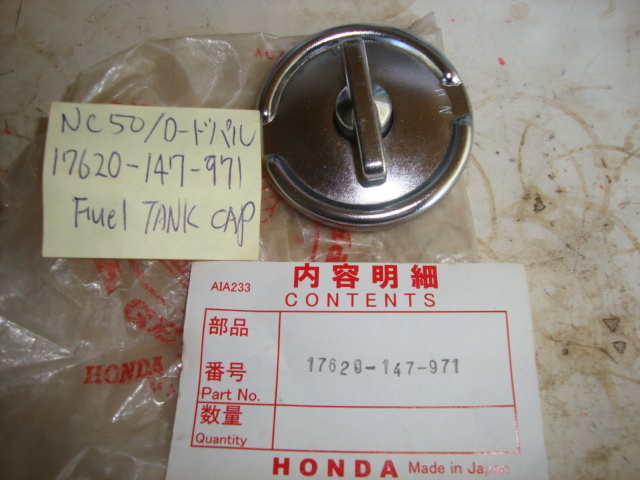 NC50/ロードパル
17620-147-971
Fuel TANK CAP
AIA233
内容明細
CONTENTS
部品
番号
Part No.
17620-147-971
数量
Quantity
HONDA Made in Japan
HONDA